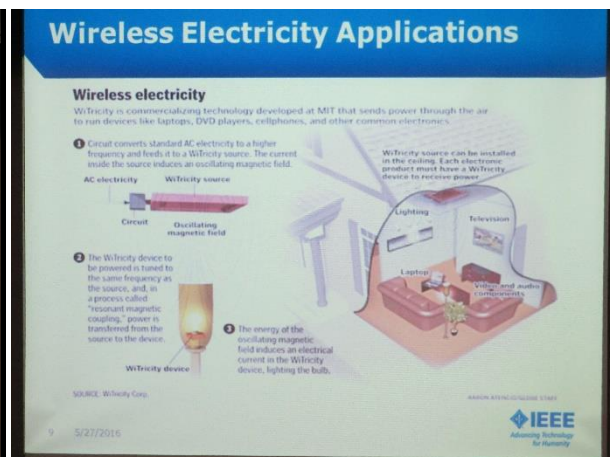 Wireless Electricity Applications
Wireless electricity
WiTricity is commercializing technology developed at MIT that sends power through the air
to run devices like laptops, DVD players, cellphones, and other common electronics.
1 Circuit converts standard AC electricity to a higher
frequency and feeds it to a WiTricity source. The current
inside the source induces an oscillating magnetic field.
AC electricity
WiTricity source
Circuit
Oscillating
magnetic field
2 The WiTricity device to
be powered is tuned to
the same frequency as
the source, and, in
a process called
"resonant magnetic
coupling," power is
transferred from the
source to the device.
WiTricity device
3 The energy of the
oscillating magnetic
field induces an electrical
current in the WiTricity
device, lighting the bulb.
WiTricity source can be installed
in the ceiling. Each electronic
product must have a WiTricity
device to receive power.
Lighting
Television
Laptop
Video and audio
components
SOURCE: WiTricity Corp.
GLOBE STAFF
IEEE
Advancing Technology
for Humanity
9 5/27/2016